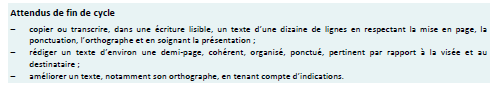 Attendus de fin de cycle
– copier ou transcrire, dans une écriture lisible, un texte d'une dizaine de lignes en respectant la mise en page, la
ponctuation, l'orthographe et en soignant la présentation ;
– rédiger un texte d'environ une demi-page, cohérent, organisé, ponctué, pertinent par rapport à la visée et au
destinataire ;
– améliorer un texte, notamment son orthographe, en tenant compte d'indications.